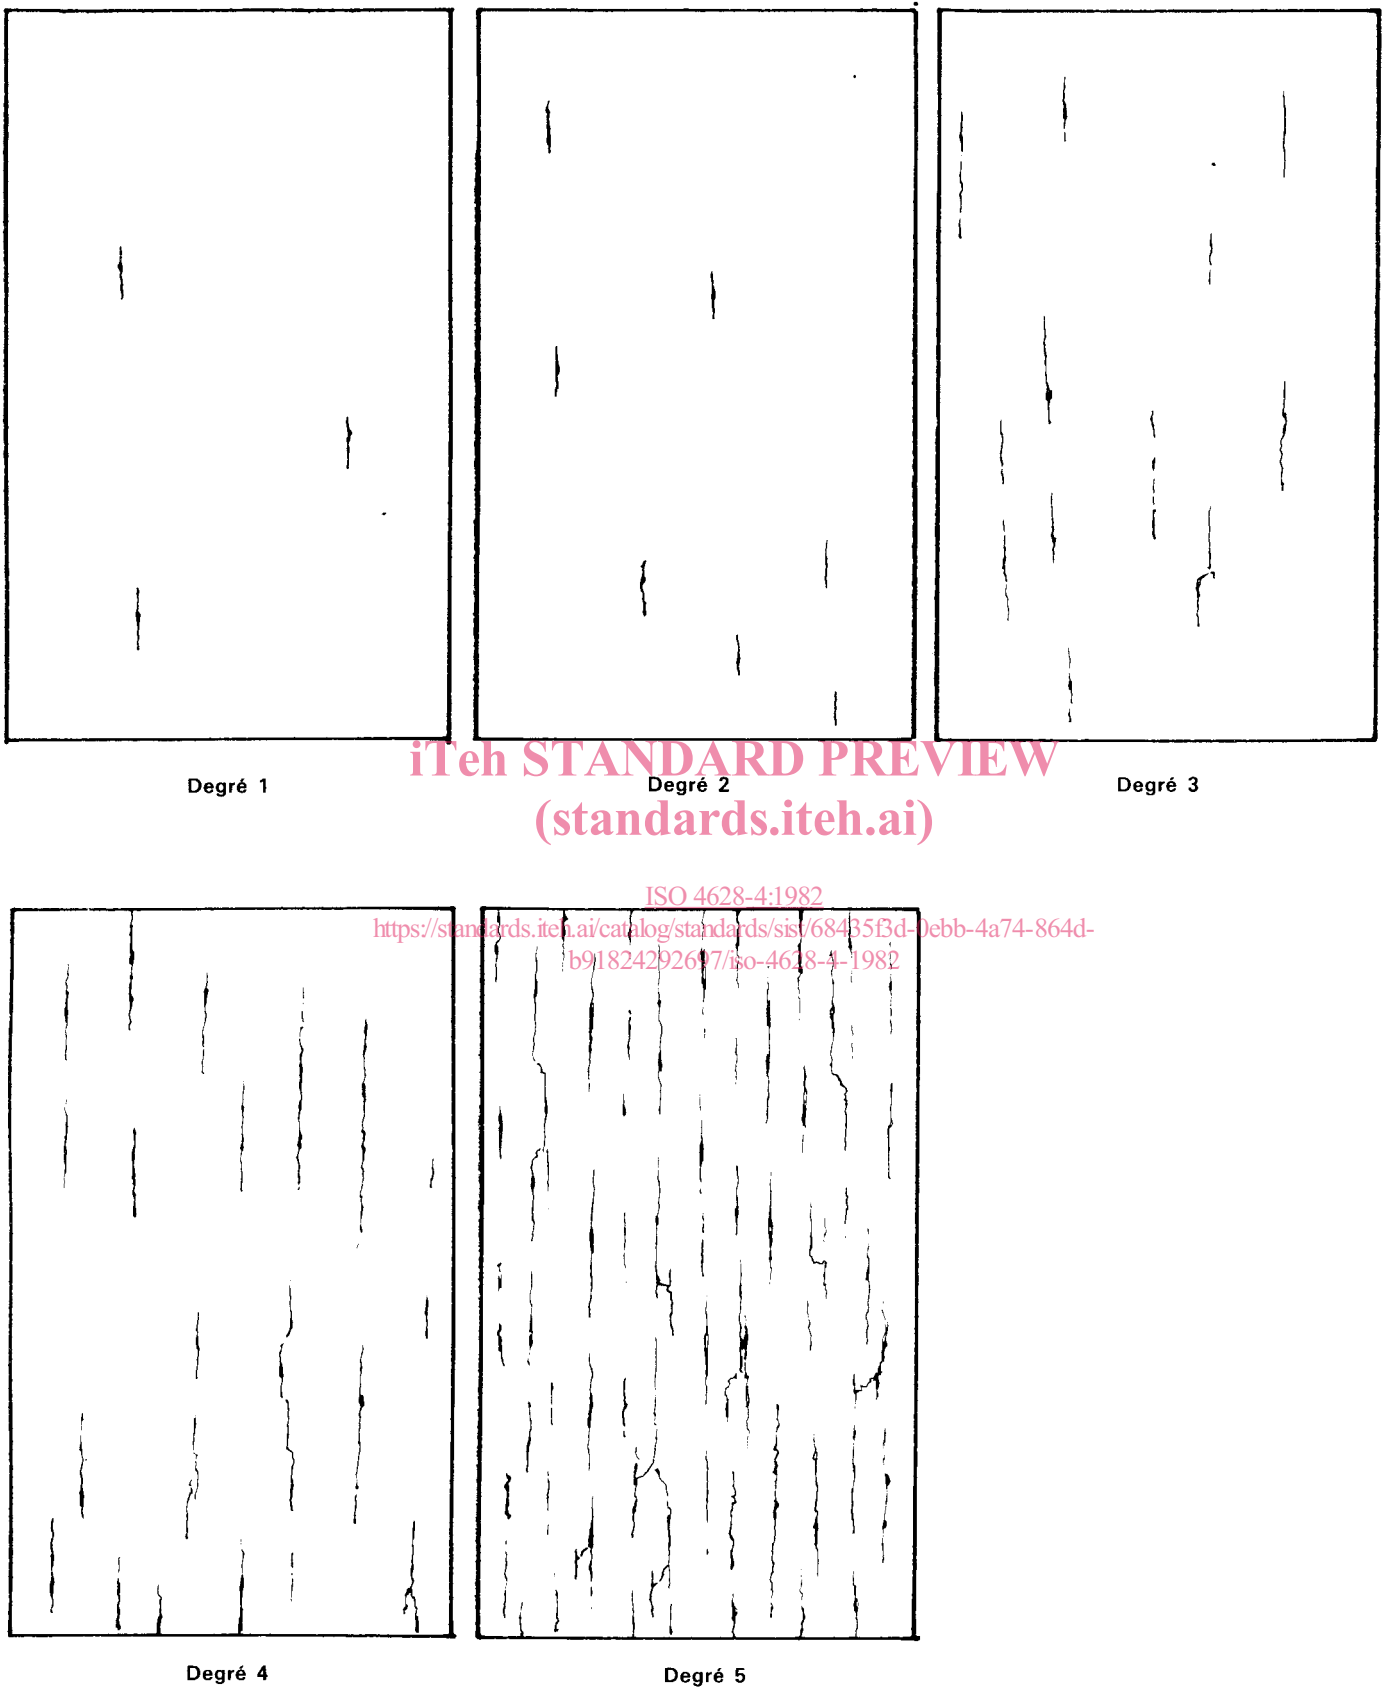 Degré 1
Degré 2
Degré 3
iTeh STANDARD PREVIEW
(standards.iteh.ai)
ISO 4628-4:1982
https://standards.iteh.ai/catalog/standards/sist/68435f3d-0ebb-4a74-864d-
b91824292697/iso-4628-4-1982
Degré 4
Degré 5